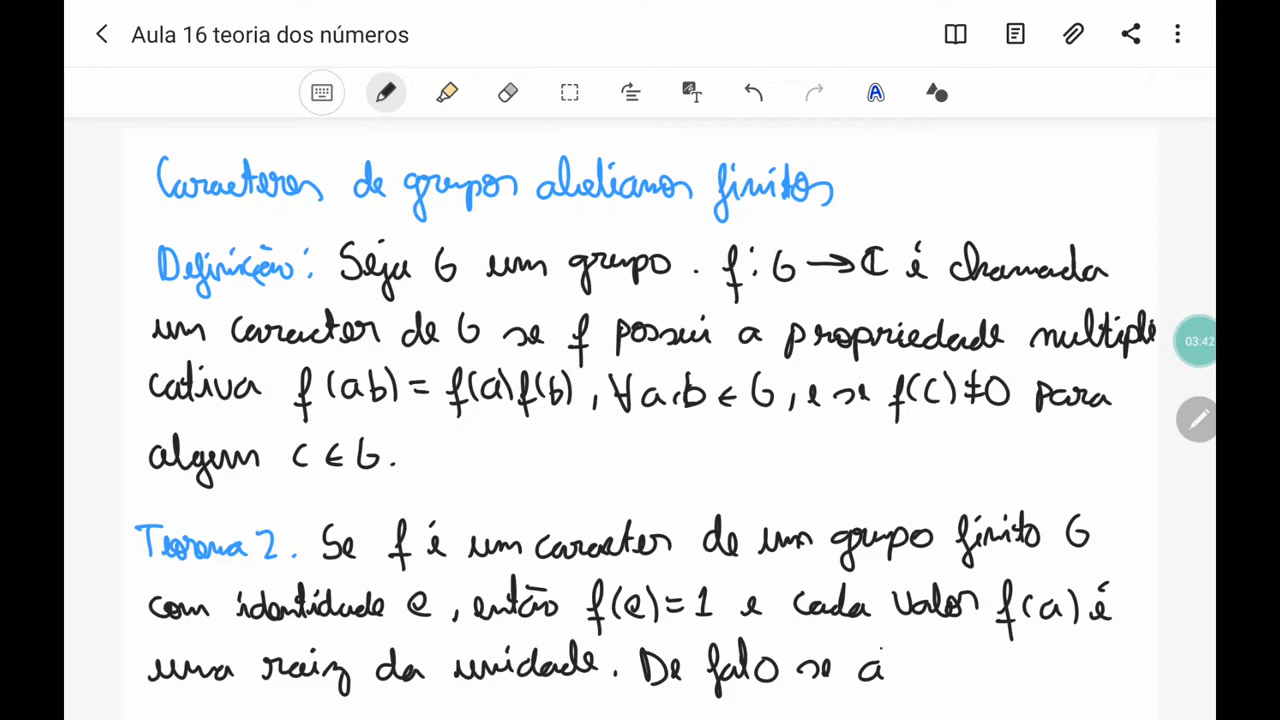 Aula 16 teoria dos números
Caracteres de grupos abelianos finitos
Definição: Seja G um grupo. f: G → ℂ é chamada
um caracter de G se f possui a propriedade multipli
cativa f(ab) = f(a)f(b), ∀ a,b ∈ G, e se f(c) ≠ 0 para
algum c ∈ G.
03:42
Teorema 2. Se f é um caracter de um grupo finito G
com identidade e, então f(e) = 1 e cada valor f(a) é
uma raiz da unidade. De fato se a